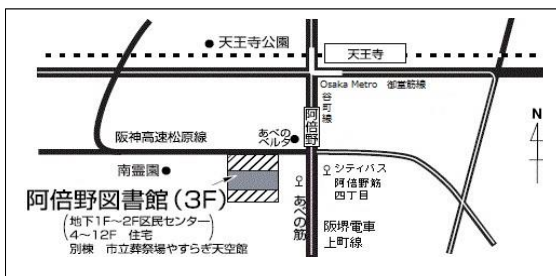 天王寺公園
天王寺
Osaka Metro 御堂筋線
谷町線
阿倍野
あべの
ベルタ
阪神高速松原線
N
南霊園
シティバス
阿倍野筋
四丁目
阿倍野図書館(3F)
あべの筋
地下1F~2F区民センター
4~12F 住宅
別棟 市立葬祭場やすらぎ天空館
阪堺電車
上町線